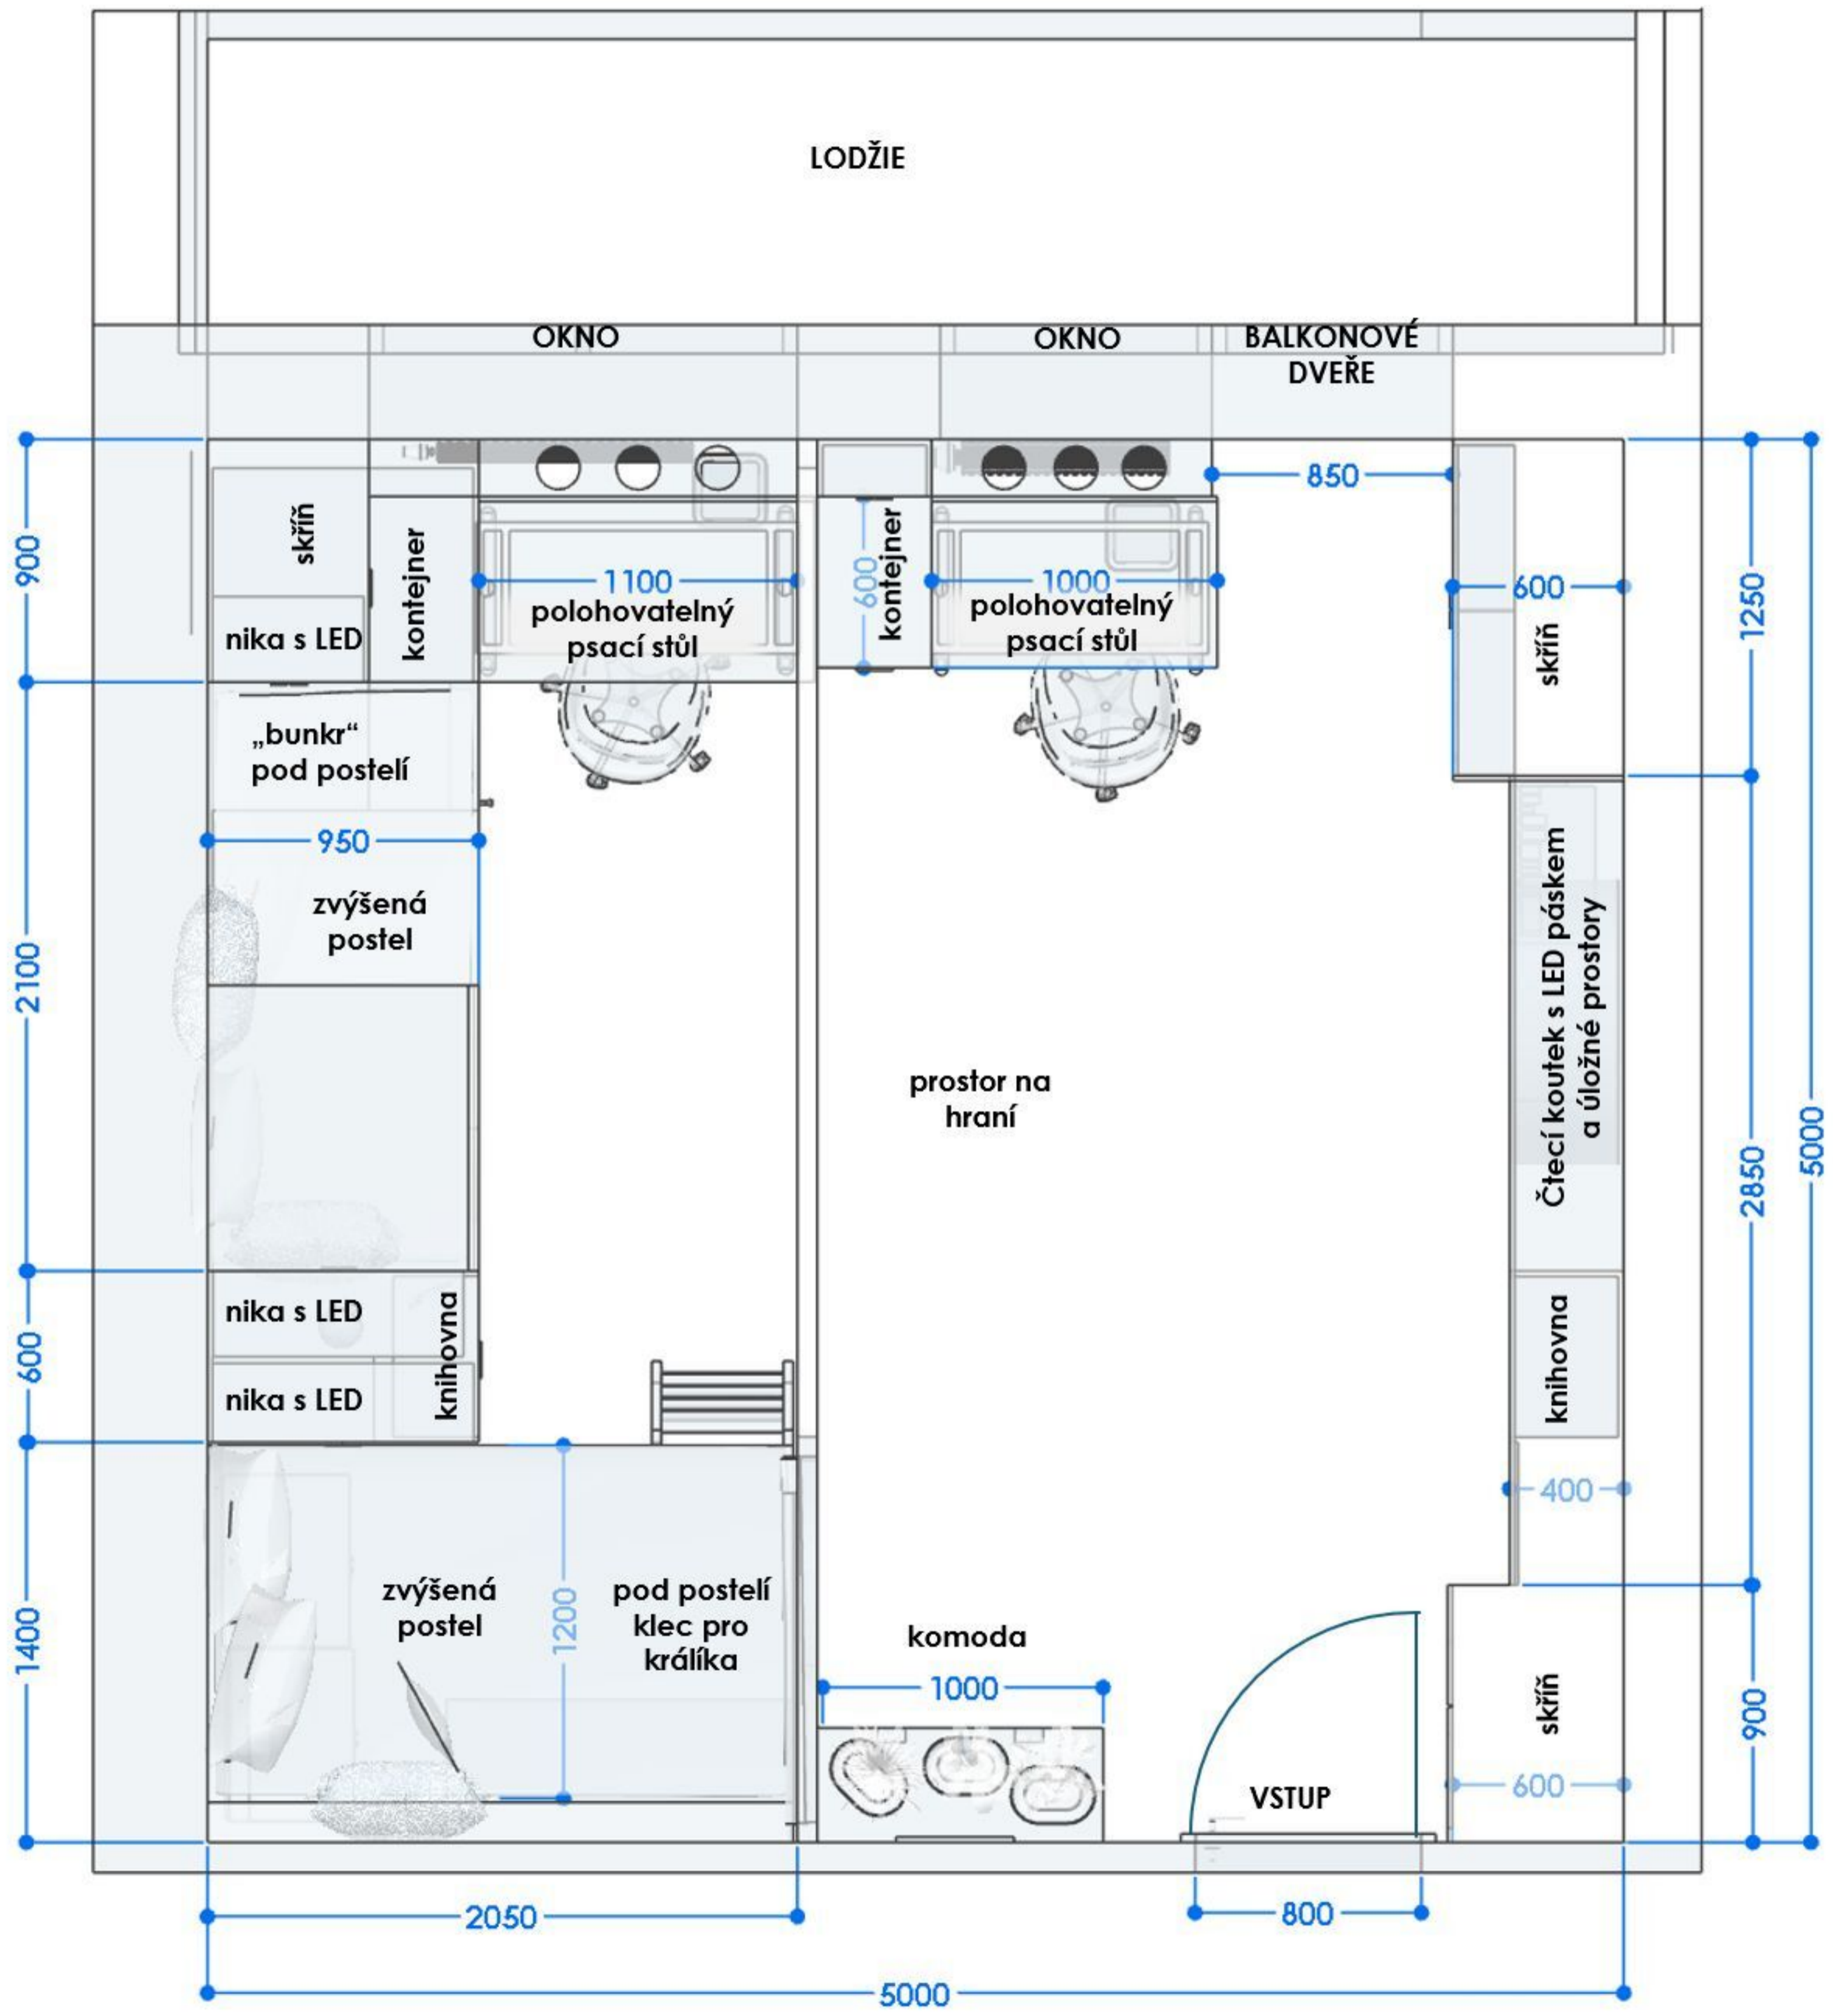 LODŽIE
OKNO
OKNO
BALKONOVÉ
DVEŘE
900
skříň
nika s LED
kontejner
1100
polohovatelný
psací stůl
600
kontejner
1000
polohovatelný
psací stůl
850
600
skříň
1250
„bunkr“
pod postelí
950
zvýšená
postel
2100
prostor na
hraní
Čtecí koutek s LED páskem
a úložné prostory
2850
5000
nika s LED
nika s LED
knihovna
600
knihovna
400
1400
zvýšená
postel
1200
pod postelí
klec pro
králíka
komoda
1000
VSTUP
skříň
600
900
2050
800
5000